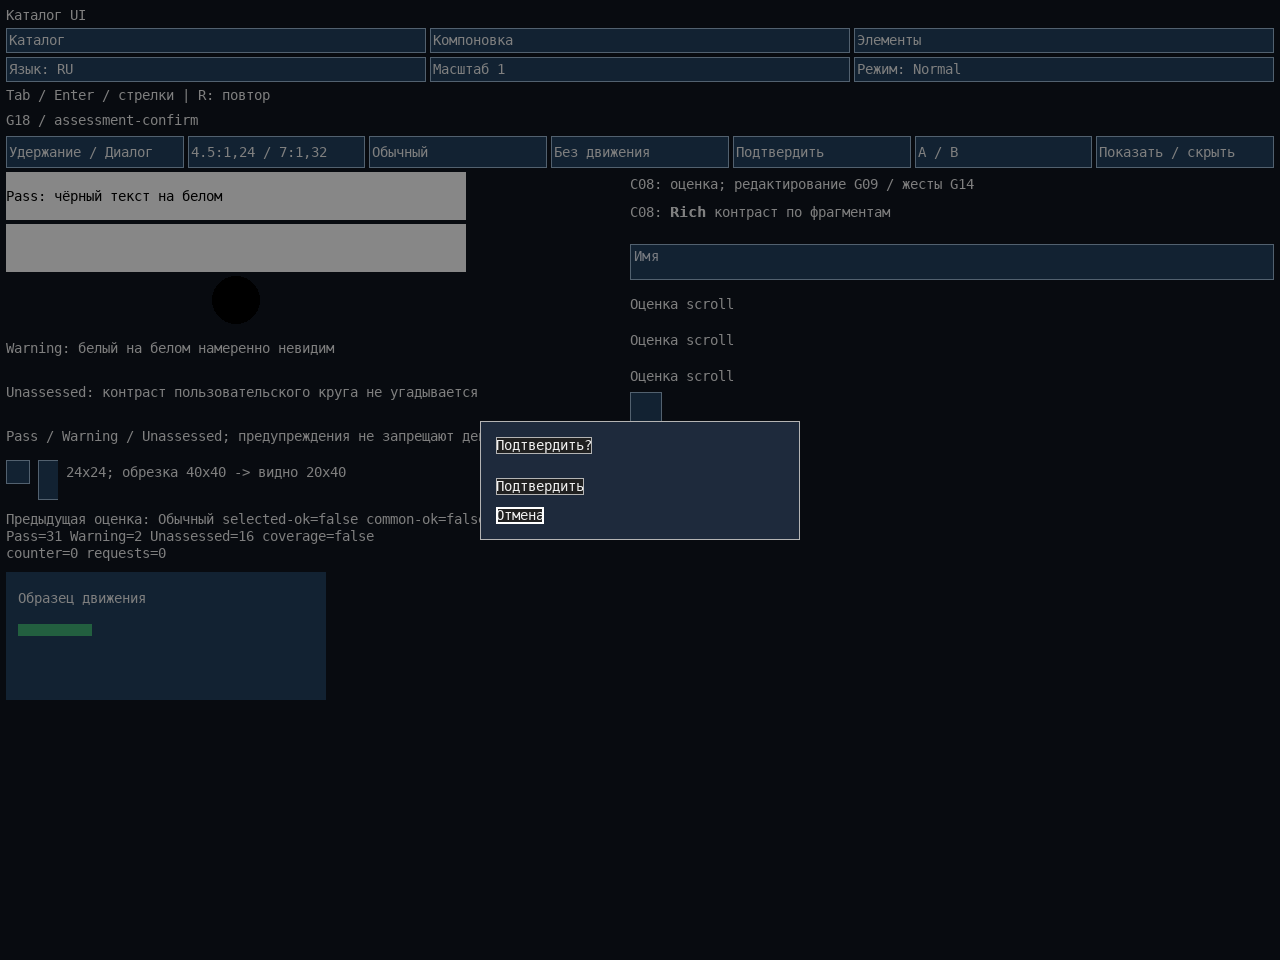 Каталог UI
Каталог
Компоновка
Элементы
Язык: RU
Масштаб 1
Режим: Normal
Tab / Enter / стрелки | R: повтор
G18 / assessment-confirm
Удержание / Диалог
4.5:1,24 / 7:1,32
Обычный
Без движения
Подтвердить
A / B
Показать / скрыть
Pass: чёрный текст на белом
C08: оценка; редактирование G09 / жесты G14
C08: Rich контраст по фрагментам
Имя
Оценка scroll
Оценка scroll
Оценка scroll
Warning: белый на белом намеренно невидим
Unassessed: контраст пользовательского круга не угадывается
Pass / Warning / Unassessed; предупреждения не запрещают
24x24; обрезка 40x40 -> видно 20x40
Предыдущая оценка: Обычный selected-ok=false common-ok=false
Pass=31 Warning=2 Unassessed=16 coverage=false
counter=0 requests=0
Подтвердить?
Подтвердить
Отмена
Образец движения